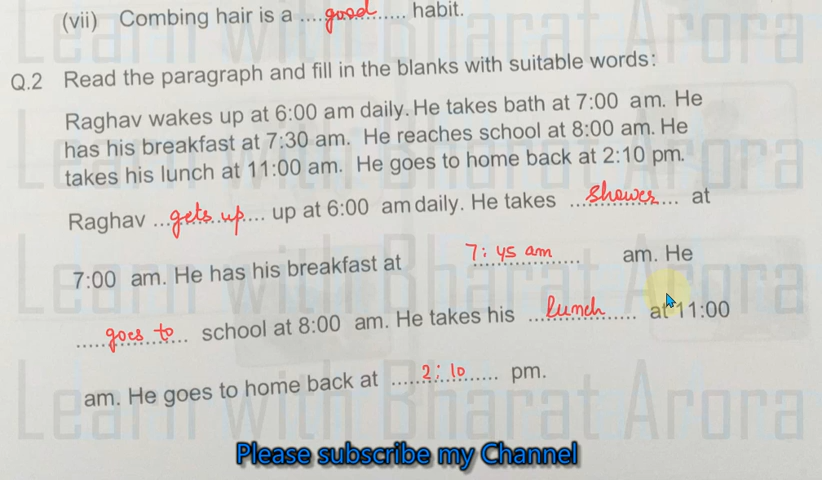 (vii) Combing hair is a ....good.......... habit.
Q.2 Read the paragraph and fill in the blanks with suitable words:
Raghav wakes up at 6:00 am daily. He takes bath at 7:00 am. He
has his breakfast at 7:30 am. He reaches school at 8:00 am. He
takes his lunch at 11:00 am. He goes to home back at 2:10 pm.
Raghav ...gets up.... up at 6:00 am daily. He takes ...shower... at
7:00 am. He has his breakfast at 7:45 am am. He
.....goes to..... school at 8:00 am. He takes his ...lunch...... at 11:00
am. He goes to home back at ......2:10...... pm.
Learn with Bharat Arora
Please subscribe my Channel